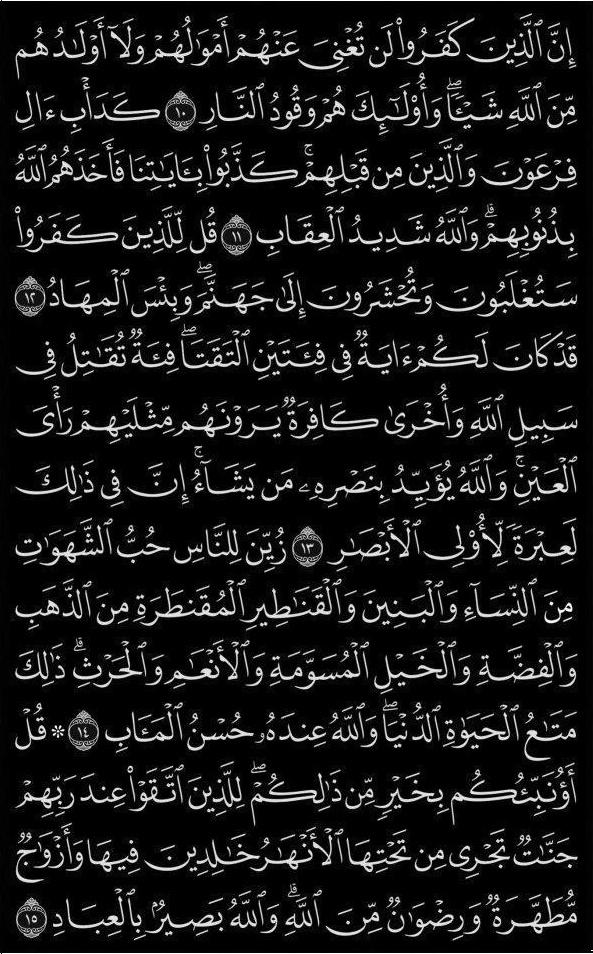 إِنَّ ٱلَّذِينَ كَفَرُوا۟ لَن تُغْنِىَ عَنْهُمْ أَمْوَٰلُهُمْ وَلَآ أَوْلَـٰدُهُم
مِّنَ ٱللَّهِ شَيْـًٔا ۖ وَأُو۟لَـٰٓئِكَ هُمْ وَقُودُ ٱلنَّارِ ١٠ كَدَأْبِ ءَالِ
فِرْعَوْنَ وَٱلَّذِينَ مِن قَبْلِهِمْ ۚ كَذَّبُوا۟ بِـَٔايَـٰتِنَا فَأَخَذَهُمُ ٱللَّهُ
بِذُنُوبِهِمْ ۗ وَٱللَّهُ شَدِيدُ ٱلْعِقَابِ ١١ قُل لِّلَّذِينَ كَفَرُوا۟
سَتُغْلَبُونَ وَتُحْشَرُونَ إِلَىٰ جَهَنَّمَ ۖ وَبِئْسَ ٱلْمِهَادُ ١٢
قَدْ كَانَ لَكُمْ ءَايَةٌ فِى فِئَتَيْنِ ٱلْتَقَتَا ۖ فِئَةٌ تُقَـٰتِلُ فِى
سَبِيلِ ٱللَّهِ وَأُخْرَىٰ كَافِرَةٌ يَرَوْنَهُم مِّثْلَيْهِمْ رَأْىَ
ٱلْعَيْنِ ۚ وَٱللَّهُ يُؤَيِّدُ بِنَصْرِهِۦ مَن يَشَآءُ ۗ إِنَّ فِى ذَٰلِكَ
لَعِبْرَةً لِّأُو۟لِى ٱلْأَبْصَـٰرِ ١٣ زُيِّنَ لِلنَّاسِ حُبُّ ٱلشَّهَوَٰتِ
مِنَ ٱلنِّسَآءِ وَٱلْبَنِينَ وَٱلْقَنَـٰطِيرِ ٱلْمُقَنطَرَةِ مِنَ ٱلذَّهَبِ
وَٱلْفِضَّةِ وَٱلْخَيْلِ ٱلْمُسَوَّمَةِ وَٱلْأَنْعَـٰمِ وَٱلْحَرْثِ ۗ ذَٰلِكَ
مَتَـٰعُ ٱلْحَيَوٰةِ ٱلدُّنْيَا ۖ وَٱللَّهُ عِندَهُۥ حُسْنُ ٱلْمَـَٔابِ ١٤ ۞ قُلْ
أَؤُنَبِّئُكُم بِخَيْرٍ مِّن ذَٰلِكُمْ ۚ لِلَّذِينَ ٱتَّقَوْا۟ عِندَ رَبِّهِمْ
جَنَّـٰتٌ تَجْرِى مِن تَحْتِهَا ٱلْأَنْهَـٰرُ خَـٰلِدِينَ فِيهَا وَأَزْوَٰجٌ
مُّطَهَّرَةٌ وَرِضْوَٰنٌ مِّنَ ٱللَّهِ ۗ وَٱللَّهُ بَصِيرٌۢ بِٱلْعِبَادِ ١٥